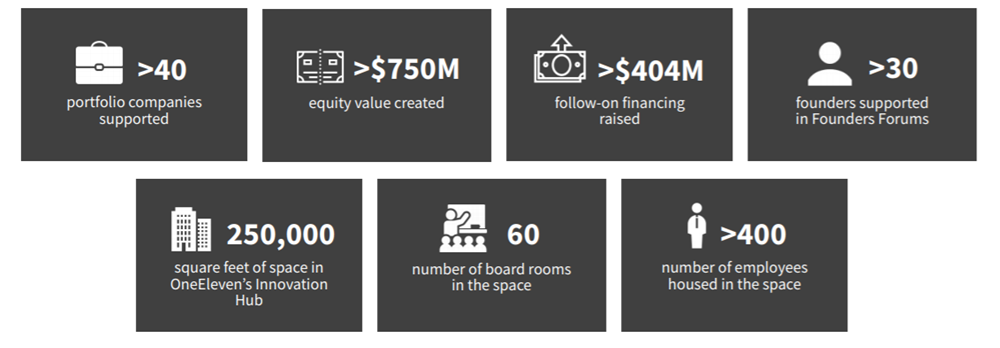 >40
portfolio companies
supported
>$750M
equity value created
>$404M
follow-on financing
raised
>30
founders supported
in Founders Forums
250,000
square feet of space in
OneEleven's Innovation
Hub
60
number of board rooms
in the space
>400
number of employees
housed in the space